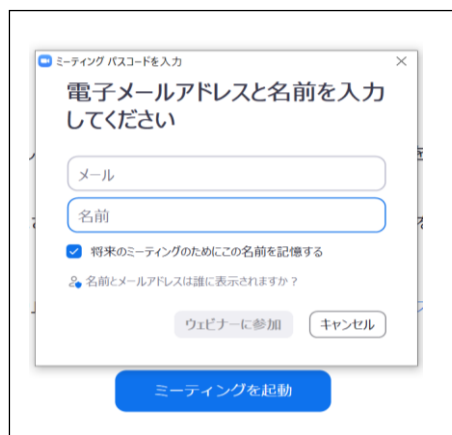 ミーティング パスコードを入力
電子メールアドレスと名前を入力
してください
メール
名前
将来のミーティングのためにこの名前を記憶する
名前とメールアドレスは誰に表示されますか？
ウェビナーに参加
キャンセル
ミーティングを起動